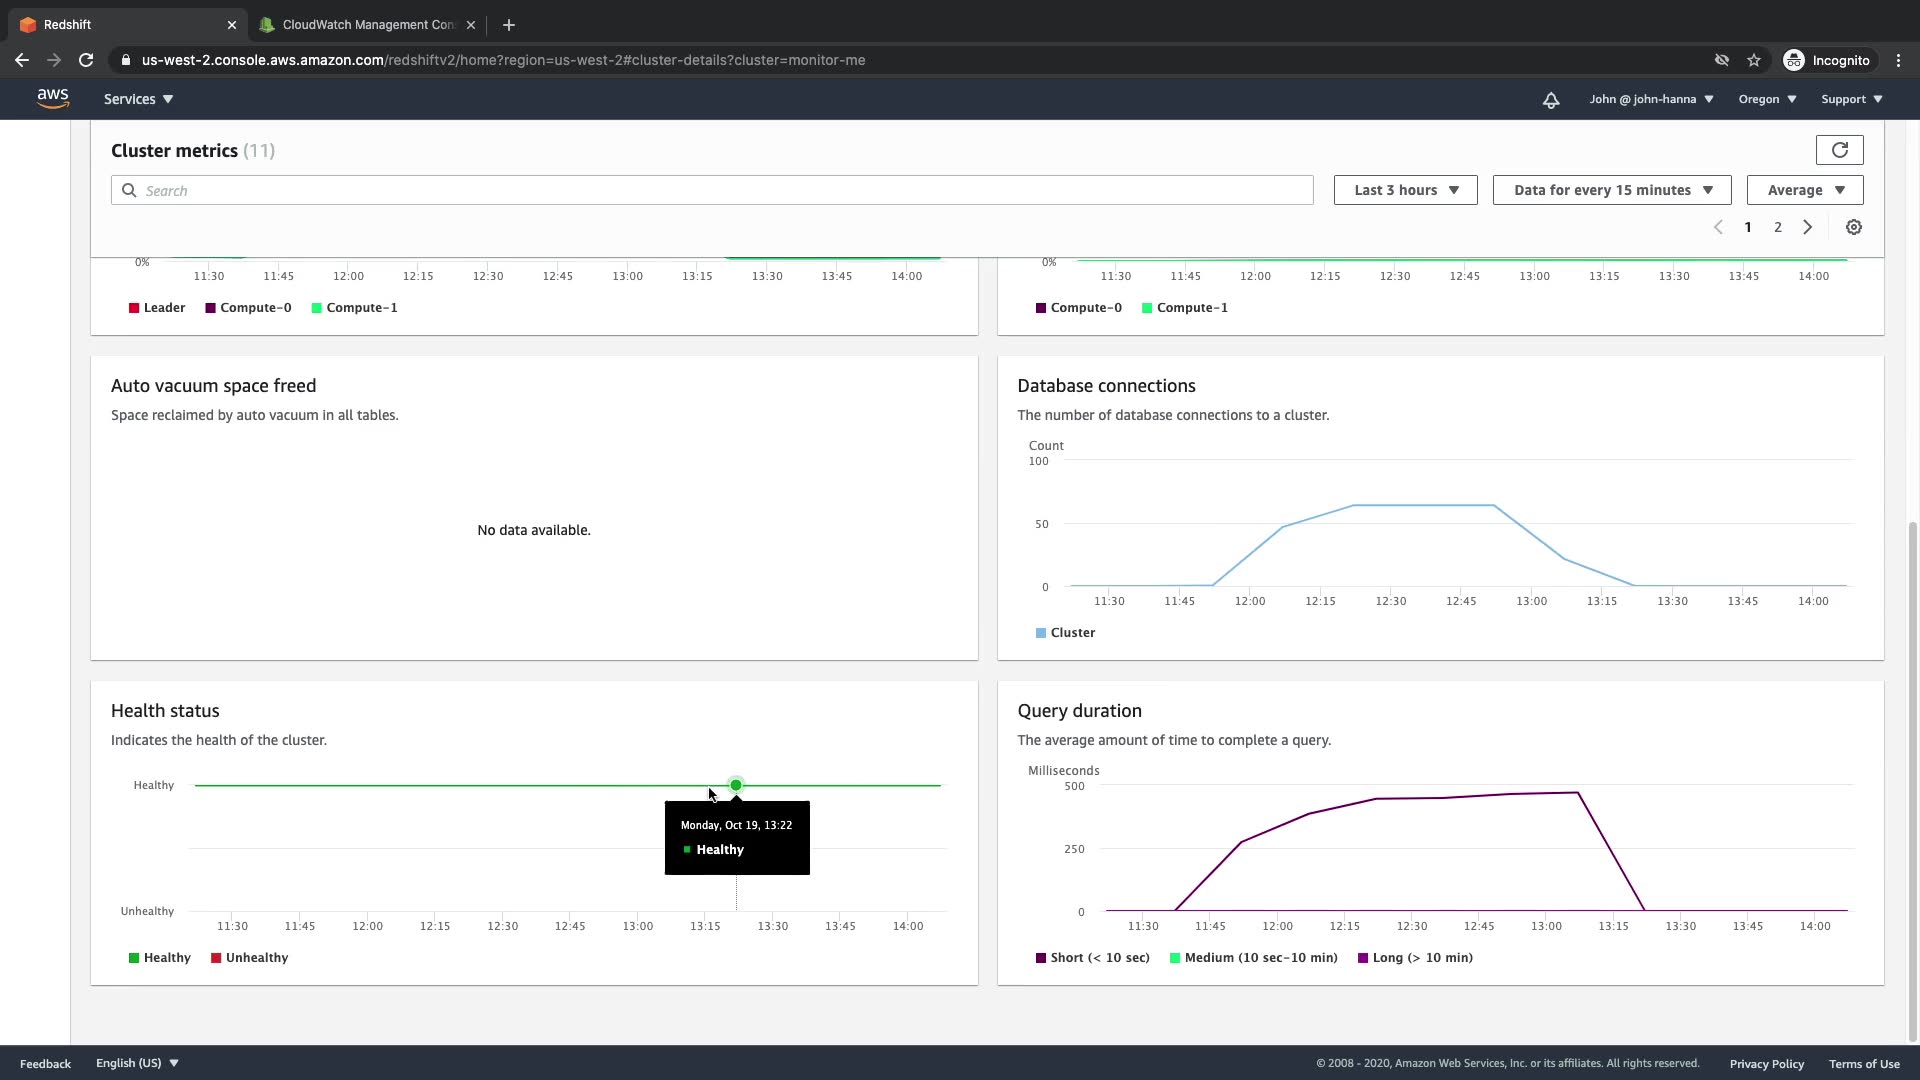 Redshift
CloudWatch Management Con
us-west-2.console.aws.amazon.com/redshiftv2/home?region=us-west-2#cluster-details?cluster=monitor-me
Incognito
aws
Services
John @ john-hanna
Oregon
Support
Cluster metrics (11)
Search
Last 3 hours
Data for every 15 minutes
Average
1
2
0%
11:30 11:45 12:00 12:15 12:30 12:45 13:00 13:15 13:30 13:45 14:00
Leader Compute-0 Compute-1
0%
11:30 11:45 12:00 12:15 12:30 12:45 13:00 13:15 13:30 13:45 14:00
Compute-0 Compute-1
Auto vacuum space freed
Space reclaimed by auto vacuum in all tables.
No data available.
Database connections
The number of database connections to a cluster.
Count
100
50
0
11:30 11:45 12:00 12:15 12:30 12:45 13:00 13:15 13:30 13:45 14:00
Cluster
Health status
Indicates the health of the cluster.
Healthy
Monday, Oct 19, 13:22
Healthy
Unhealthy
11:30 11:45 12:00 12:15 12:30 12:45 13:00 13:15 13:30 13:45 14:00
Healthy Unhealthy
Query duration
The average amount of time to complete a query.
Milliseconds
500
250
0
11:30 11:45 12:00 12:15 12:30 12:45 13:00 13:15 13:30 13:45 14:00
Short (< 10 sec) Medium (10 sec-10 min) Long (> 10 min)
Feedback
English (US)
© 2008 - 2020, Amazon Web Services, Inc. or its affiliates. All rights reserved.
Privacy Policy
Terms of Use